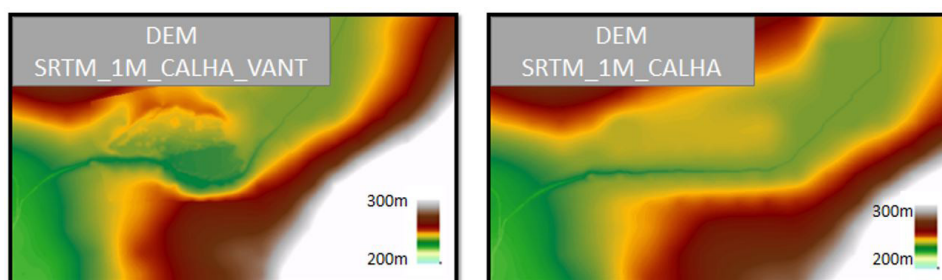 DEM
SRTM_1M_CALHA_VANT
300m
200m
DEM
SRTM_1M_CALHA
300m
200m